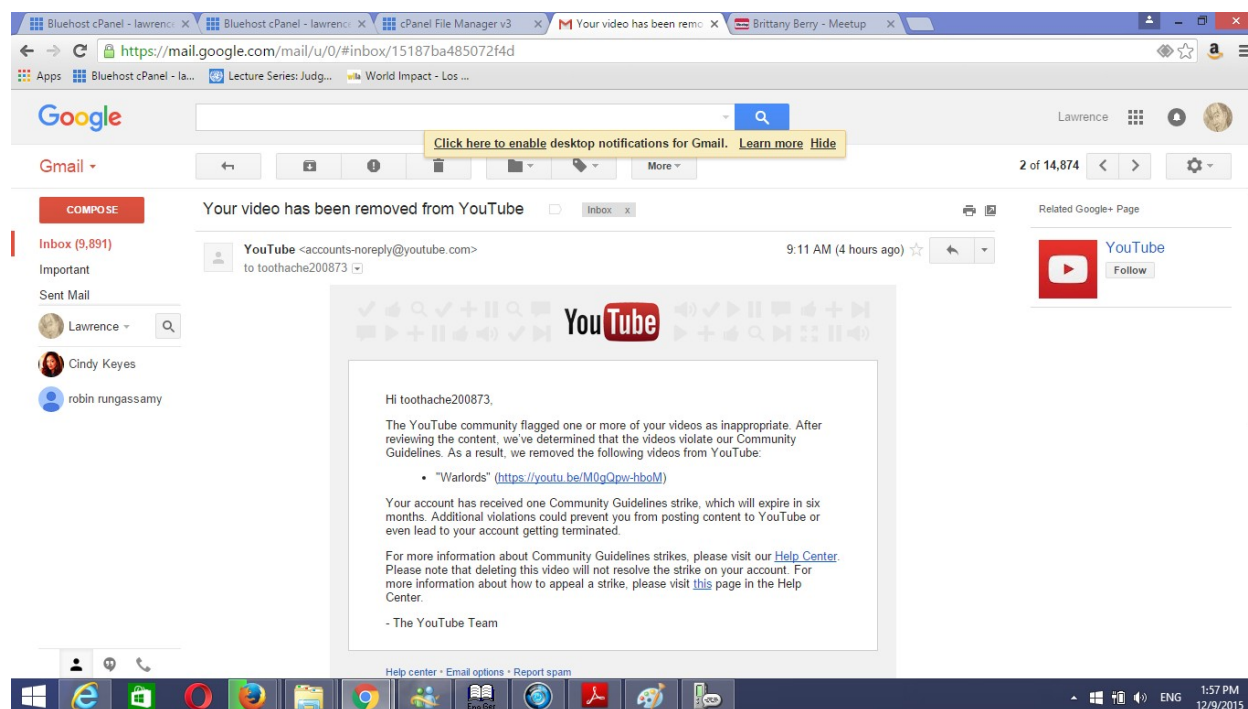 Bluehost cPanel - lawrenc
Bluehost cPanel - lawrenc
cPanel File Manager v3
Your video has been remo
Brittany Berry - Meetup
https://mail.google.com/mail/u/0/#inbox/15187ba485072f4d
Apps Bluehost cPanel - la... Lecture Series: Judg... World Impact - Los ...
Google
Lawrence
Click here to enable desktop notifications for Gmail. Learn more Hide
Gmail
More
2 of 14,874
COMPOSE
Your video has been removed from YouTube
Inbox x
Related Google+ Page
Inbox (9,891)
Important
Sent Mail
Lawrence
Cindy Keyes
robin rungassamy
YouTube <accounts-noreply@youtube.com>
9:11 AM (4 hours ago)
to toothache200873
YouTube
Follow
YouTube
Hi toothache200873,
The YouTube community flagged one or more of your videos as inappropriate. After
reviewing the content, we've determined that the videos violate our Community
Guidelines. As a result, we removed the following videos from YouTube:
• "Warlords" (https://youtu.be/M0gQpw-hboM)
Your account has received one Community Guidelines strike, which will expire in six
months. Additional violations could prevent you from posting content to YouTube or
even lead to your account getting terminated.
For more information about Community Guidelines strikes, please visit our Help Center.
Please note that deleting this video will not resolve the strike on your account. For
more information about how to appeal a strike, please visit this page in the Help
Center.
- The YouTube Team
Help center • Email options • Report spam
Eng Ger
ENG
1:57 PM
12/9/2015